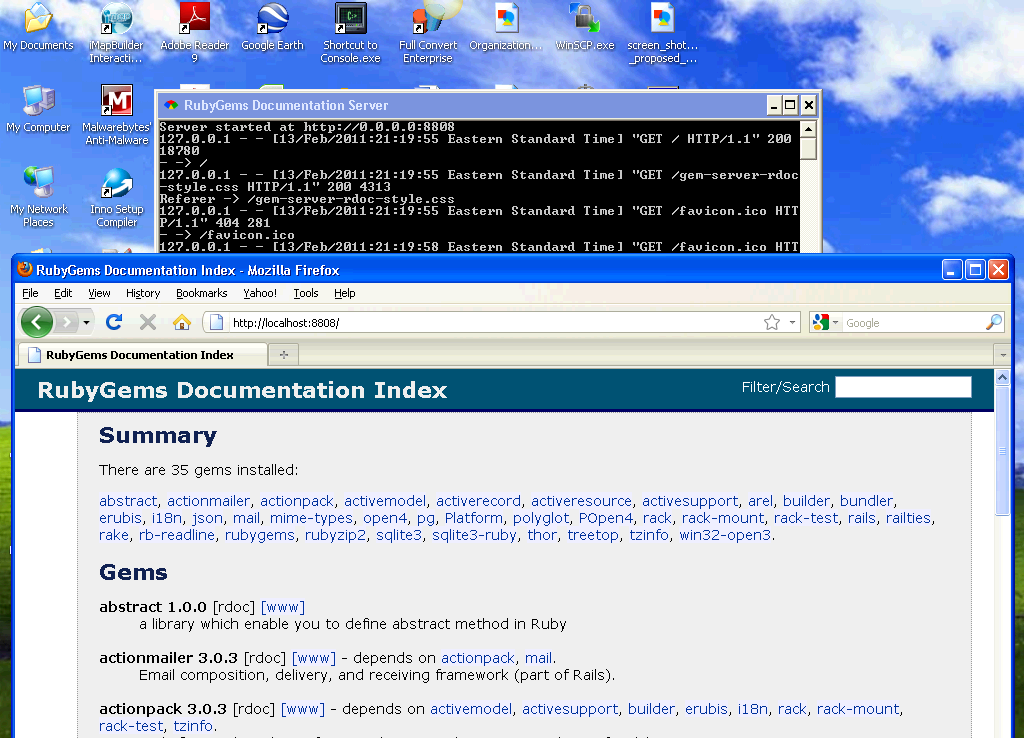 My Documents
iMapBuilder Interacti...
Adobe Reader 9
Google Earth
Shortcut to Console.exe
Full Convert Enterprise
Organization...
WinSCP.exe
screen_shot... _proposed_...
My Computer
Malwarebytes' Anti-Malware
My Network Places
Inno Setup Compiler
RubyGems Documentation Server
Server started at http://0.0.0.0:8808
127.0.0.1 - - [13/Feb/2011:21:19:55 Eastern Standard Time] "GET / HTTP/1.1" 200
18780
- -> /
127.0.0.1 - - [13/Feb/2011:21:19:55 Eastern Standard Time] "GET /gem-server-rdoc
-style.css HTTP/1.1" 200 4313
Referer -> /gem-server-rdoc-style.css
127.0.0.1 - - [13/Feb/2011:21:19:55 Eastern Standard Time] "GET /favicon.ico HTT
P/1.1" 404 281
- -> /favicon.ico
127.0.0.1 - - [13/Feb/2011:21:19:58 Eastern Standard Time] "GET /favicon.ico HTT
RubyGems Documentation Index - Mozilla Firefox
File Edit View History Bookmarks Yahoo! Tools Help
http://localhost:8808/
Google
RubyGems Documentation Index
RubyGems Documentation Index
Filter/Search
Summary
There are 35 gems installed:
abstract, actionmailer, actionpack, activemodel, activerecord, activeresource, activesupport, arel, builder, bundler,
erubis, i18n, json, mail, mime-types, open4, pg, Platform, polyglot, POpen4, rack, rack-mount, rack-test, rails, railties,
rake, rb-readline, rubygems, rubyzip2, sqlite3, sqlite3-ruby, thor, treetop, tzinfo, win32-open3.
Gems
abstract 1.0.0 [rdoc] [www]
a library which enable you to define abstract method in Ruby
actionmailer 3.0.3 [rdoc] [www] - depends on actionpack, mail.
Email composition, delivery, and receiving framework (part of Rails).
actionpack 3.0.3 [rdoc] [www] - depends on activemodel, activesupport, builder, erubis, i18n, rack, rack-mount,
rack-test, tzinfo.